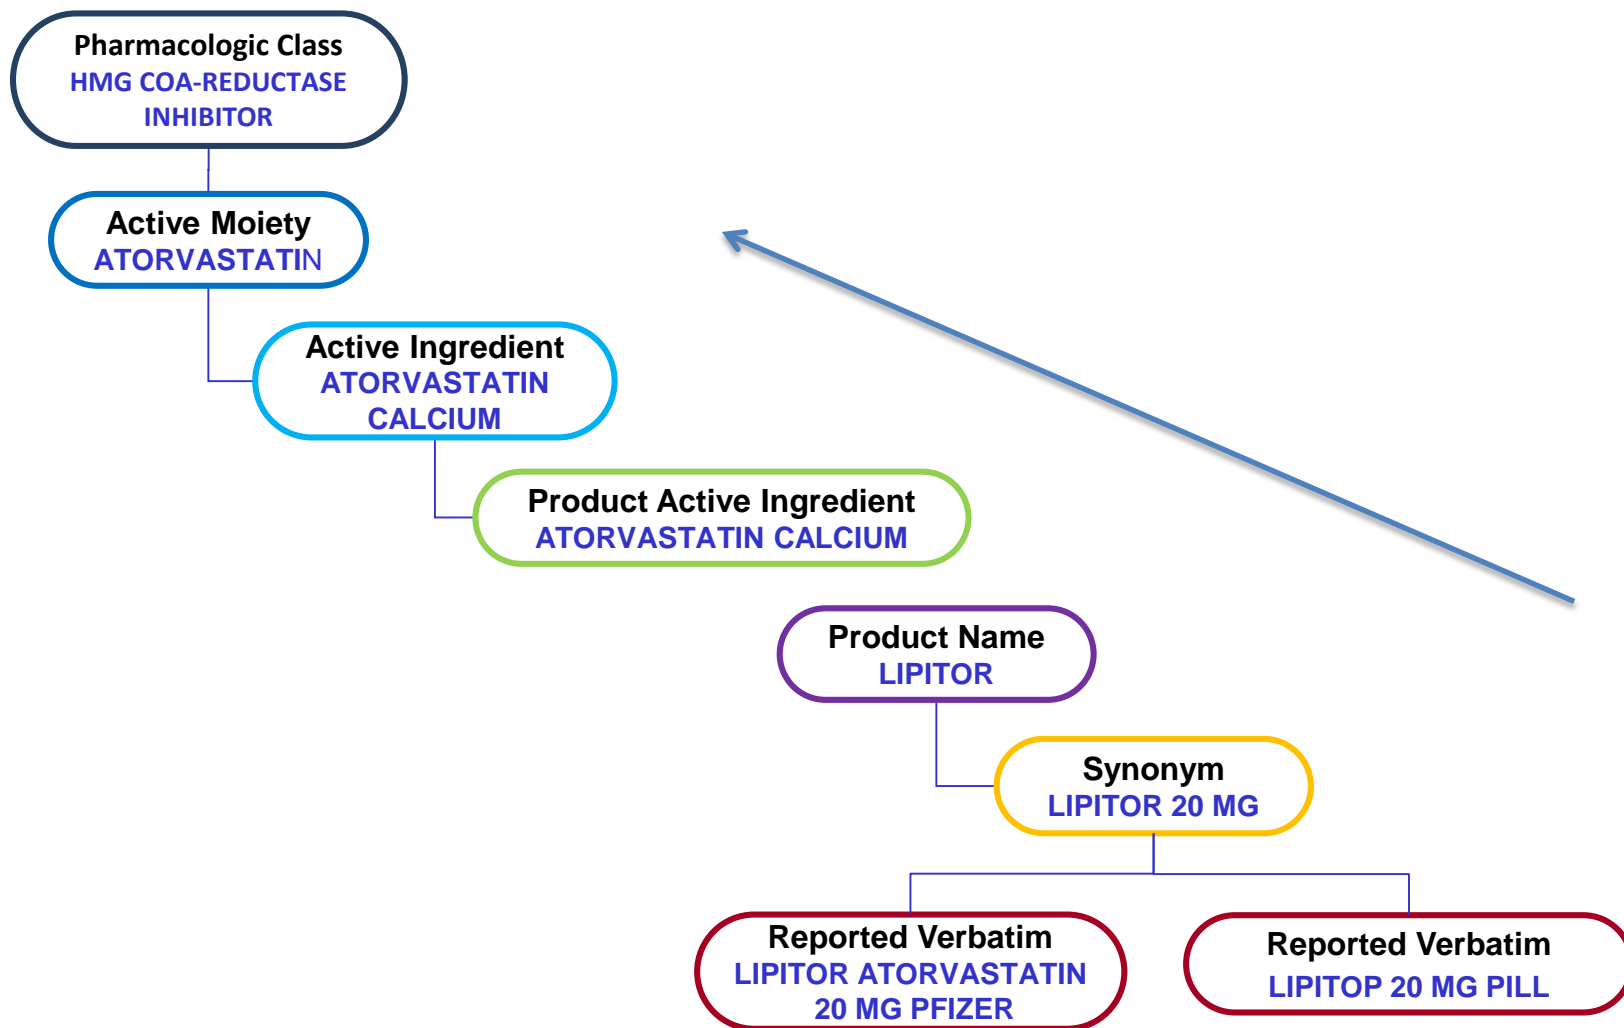 Pharmacologic Class
HMG COA-REDUCTASE
INHIBITOR
Active Moiety
ATORVASTATIN
Active Ingredient
ATORVASTATIN
CALCIUM
Product Active Ingredient
ATORVASTATIN CALCIUM
Product Name
LIPITOR
Synonym
LIPITOR 20 MG
Reported Verbatim
LIPITOR ATORVASTATIN
20 MG PFIZER
Reported Verbatim
LIPITOP 20 MG PILL